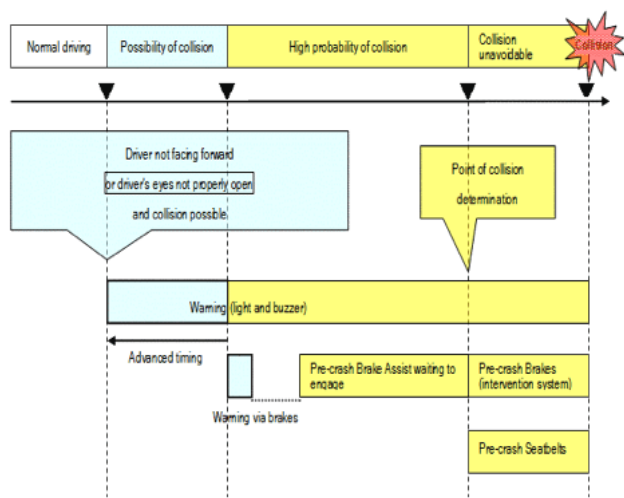 Normal driving
Possibility of collision
High probability of collision
Collision
unavoidable
Collision
Driver not facing forward
or driver's eyes not properly open
and collision possible
Point of collision
determination
Warning (light and buzzer)
Advanced timing
Pre-crash Brake Assist waiting to
engage
Pre-crash Brakes
(intervention system)
Warning via brakes
Pre-crash Seatbelts